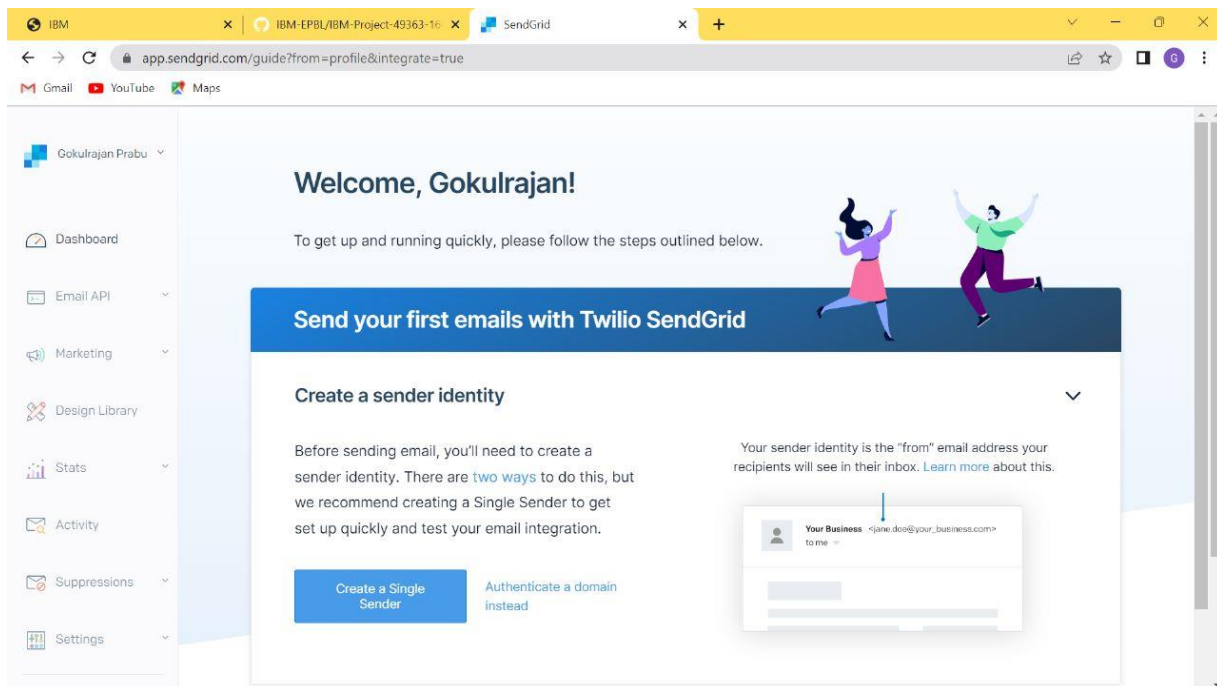 IBM
IBM-EPBL/IBM-Project-49363-16
SendGrid
app.sendgrid.com/guide?from=profile&integrate=true
G
Gmail YouTube Maps
Gokulrajan Prabu
Dashboard
Email API
Marketing
Design Library
Stats
Activity
Suppressions
Settings
Welcome, Gokulrajan!
To get up and running quickly, please follow the steps outlined below.
Send your first emails with Twilio SendGrid
Create a sender identity
Before sending email, you'll need to create a
sender identity. There are two ways to do this, but
we recommend creating a Single Sender to get
set up quickly and test your email integration.
Create a Single
Sender
Authenticate a domain
instead
Your sender identity is the "from" email address your
recipients will see in their inbox. Learn more about this.
Your Business <jane.doe@your_business.com>
to me